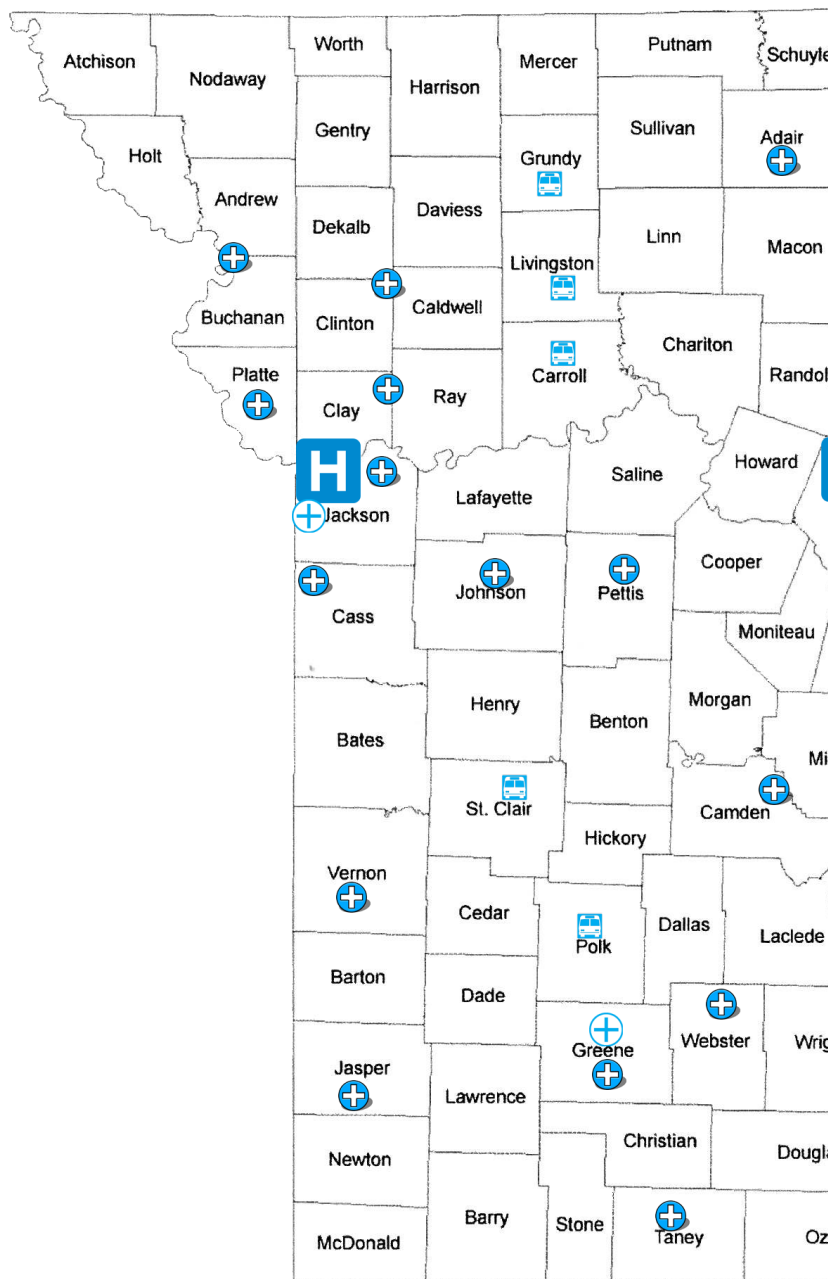 Worth
Putnam
Atchison
Mercer
Schuyle
Nodaway
Harrison
Gentry
Sullivan
Adair
Holt
Grundy
Andrew
Daviess
Dekalb
Linn
Macon
Livingston
Caldwell
Buchanan
Clinton
Chariton
Platte
Carroll
Randol
Ray
Clay
H
Howard
Saline
Lafayette
Jackson
Cooper
Johnson
Pettis
Cass
Moniteau
Morgan
Henry
Benton
Bates
Mi
St. Clair
Camden
Hickory
Vernon
Cedar
Dallas
Laclede
Polk
Barton
Dade
Webster
Wrig
Greene
Jasper
Lawrence
Christian
Dougla
Newton
Barry
Stone
Taney
Oz
McDonald